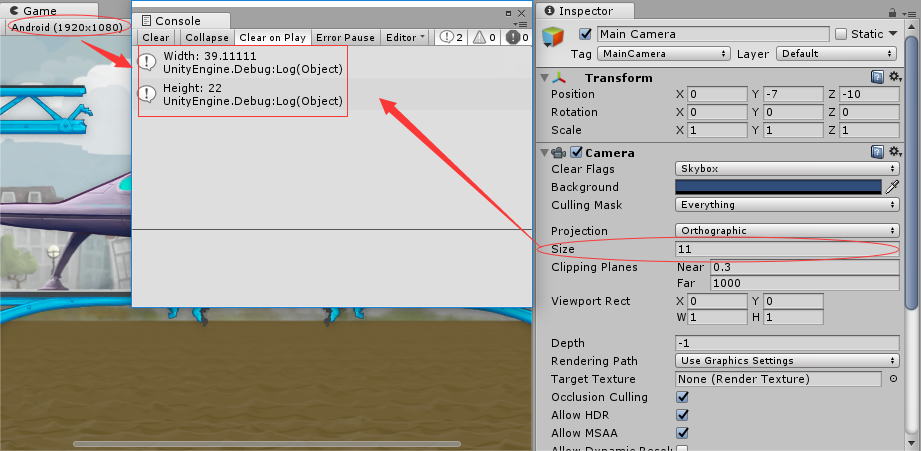 Game
Android (1920x1080)
Console
Clear
Collapse
Clear on Play
Error Pause
Editor
2
0
0
Width: 39.11111
UnityEngine.Debug:Log(Object)
Height: 22
UnityEngine.Debug:Log(Object)
Inspector
Main Camera
Static
Tag MainCamera Layer Default
Transform
Position X 0 Y -7 Z -10
Rotation X 0 Y 0 Z 0
Scale X 1 Y 1 Z 1
Camera
Clear Flags Skybox
Background
Culling Mask Everything
Projection Orthographic
Size 11
Clipping Planes Near 0.3
Far 1000
Viewport Rect X 0 Y 0
W 1 H 1
Depth -1
Rendering Path Use Graphics Settings
Target Texture None (Render Texture)
Occlusion Culling
Allow HDR
Allow MSAA